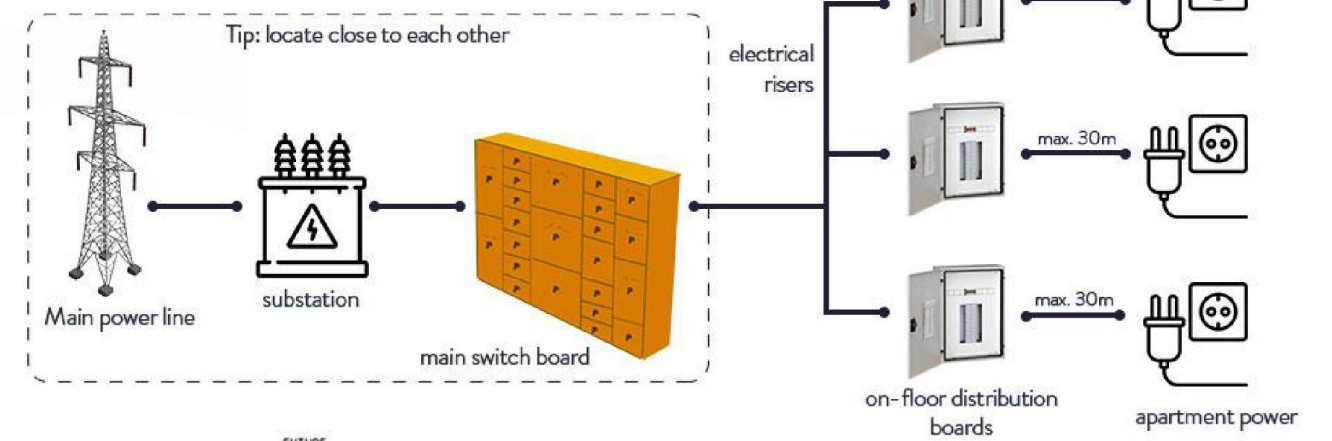 Tip: locate close to each other
electrical
risers
max. 30m
substation
Main power line
max. 30m
main switch board
on-floor distribution
boards
apartment power